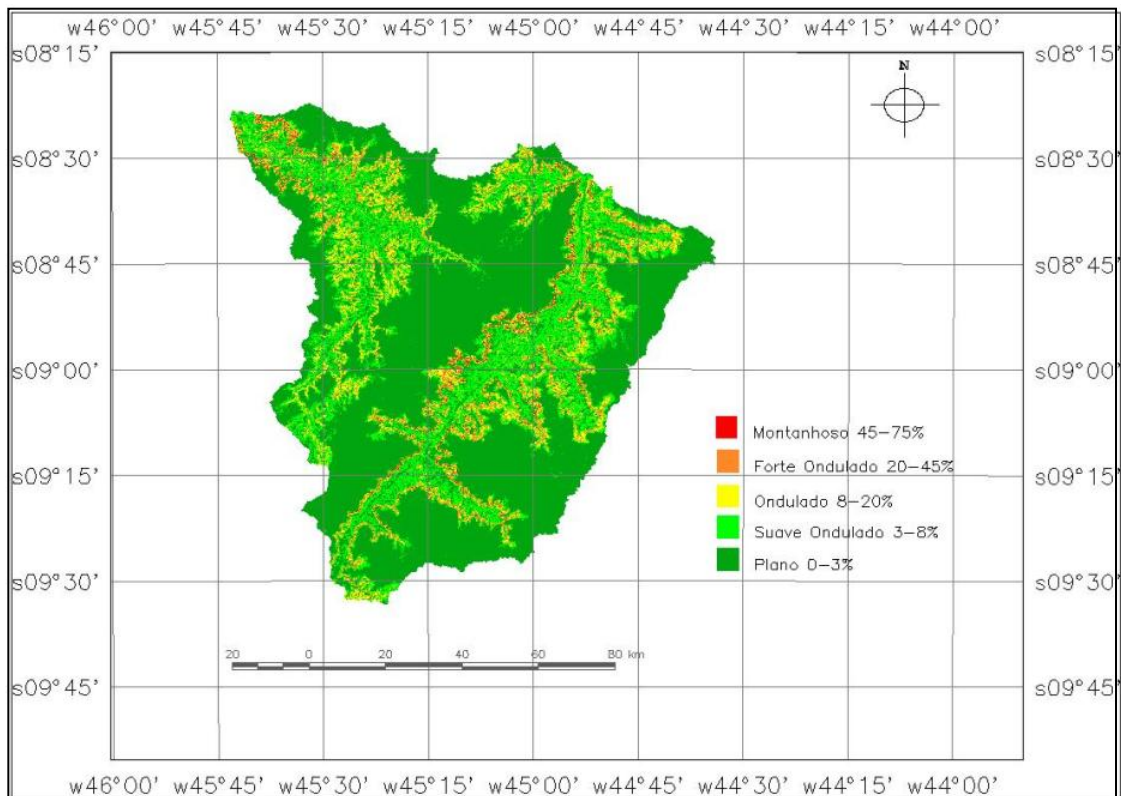 w46°00’ w45°45’ w45°30’ w45°15’ w45°00’ w44°45’ w44°30’ w44°15’ w44°00’
s08°15’ s08°15’
N
s08°30’ s08°30’
s08°45’ s08°45’
s09°00’ s09°00’
Montanhoso 45–75%
Forte Ondulado 20–45%
s09°15’ s09°15’
Ondulado 8–20%
Suave Ondulado 3–8%
Plano 0–3%
s09°30’ s09°30’
20 0 20 40 60 80 km
s09°45’ s09°45’
w46°00’ w45°45’ w45°30’ w45°15’ w45°00’ w44°45’ w44°30’ w44°15’ w44°00’